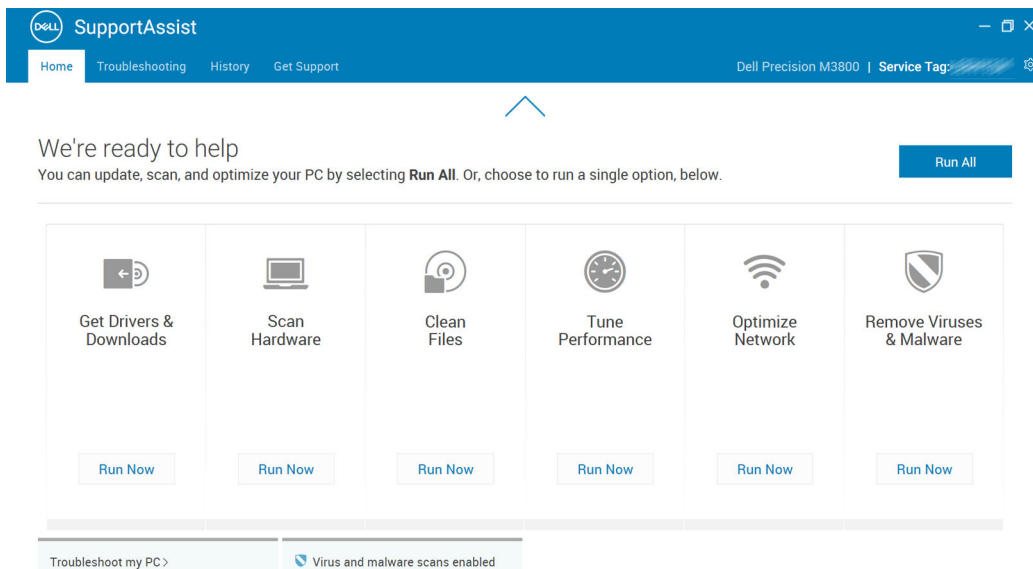 DELL SupportAssist
Home Troubleshooting History Get Support Dell Precision M3800 | Service Tag:
We're ready to help
You can update, scan, and optimize your PC by selecting Run All. Or, choose to run a single option, below.
Run All
Get Drivers &
Downloads
Scan
Hardware
Clean
Files
Tune
Performance
Optimize
Network
Remove Viruses
& Malware
Run Now Run Now Run Now Run Now Run Now Run Now
Troubleshoot my PC >
Virus and malware scans enabled